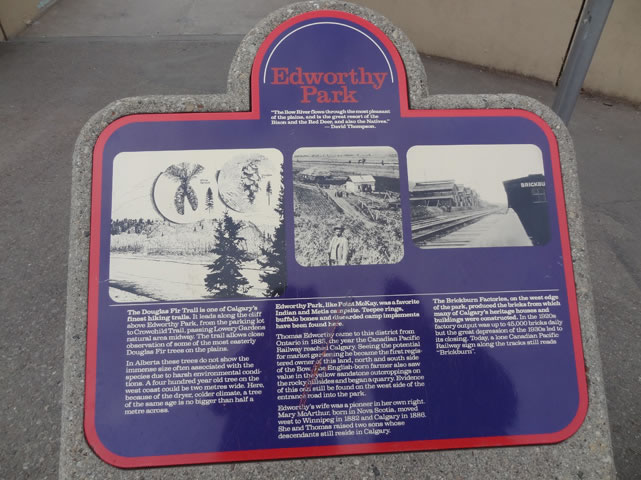 Edworthy
Park
"The Bow River flows through the most pleasant
of the plains, and is the great resort of the
Bison and the Red Deer, and also the Natives."
— David Thompson.
BRICKBU
The Douglas Fir Trail is one of Calgary's
finest hiking trails. It leads along the cliff
above Edworthy Park, from the parking lot
to Crowchild Trail, passing Lowery Gardens
natural area midway. The trail allows close
observation of some of the most easterly
Douglas Fir trees on the plains.
In Alberta these trees do not show the
immense size often associated with the
species due to harsh environmental condi-
tions. A four hundred year old tree on the
west coast could be two metres wide. Here,
because of the dryer, colder climate, a tree
of the same age is no bigger than half a
metre across.
Edworthy Park, like Point McKay, was a favorite
Indian and Metis campsite. Teepee rings,
buffalo bones and discarded camp implements
have been found here.
Thomas Edworthy came to this district from
Ontario in 1883, the year the Canadian Pacific
Railway reached Calgary. Seeing the potential
for market gardening he became the first regis-
tered owner of this land, north and south side
of the Bow. The English-born farmer also saw
value in the yellow sandstone outcroppings on
the rocky hillsides and began a quarry. Evidence
of this can still be found on the west side of the
entrance road into the park.
Edworthy's wife was a pioneer in her own right.
Mary McArthur, born in Nova Scotia, moved
west to Winnipeg in 1882 and Calgary in 1886.
She and Thomas raised two sons whose
descendants still reside in Calgary.
The Brickburn Factories, on the west edge
of the park, produced the bricks from which
many of Calgary's heritage houses and
buildings were constructed. In the 1920s
factory output was up to 45,000 bricks daily
but the great depression of the 1930s led to
its closing. Today, a lone Canadian Pacific
Railway sign along the tracks still reads
"Brickburn".